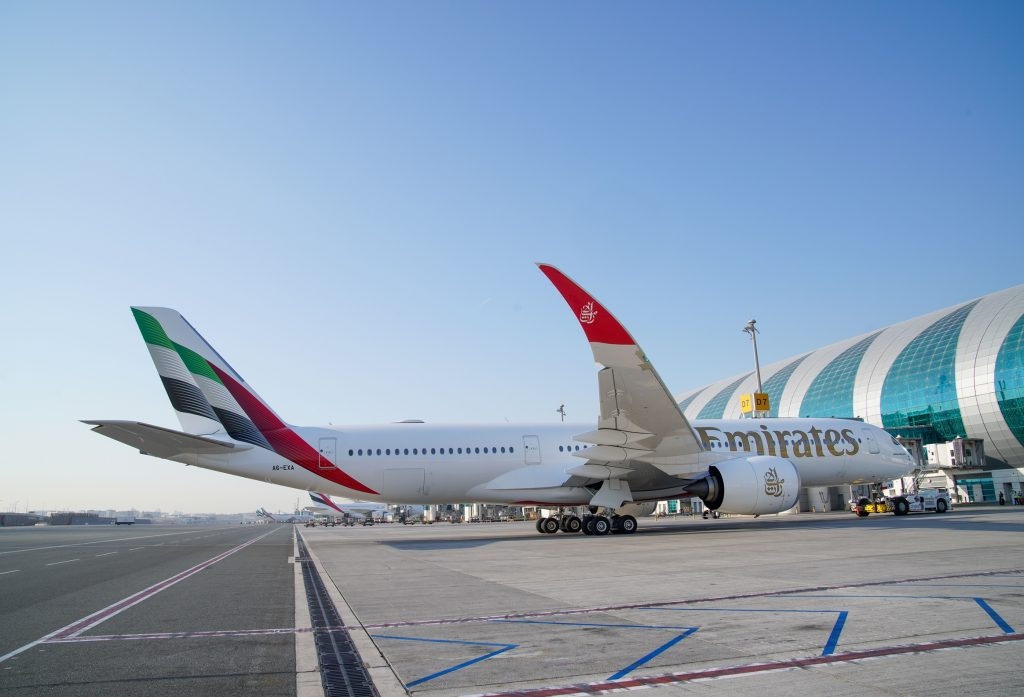 D7 D7
Emirates
A6-EXA